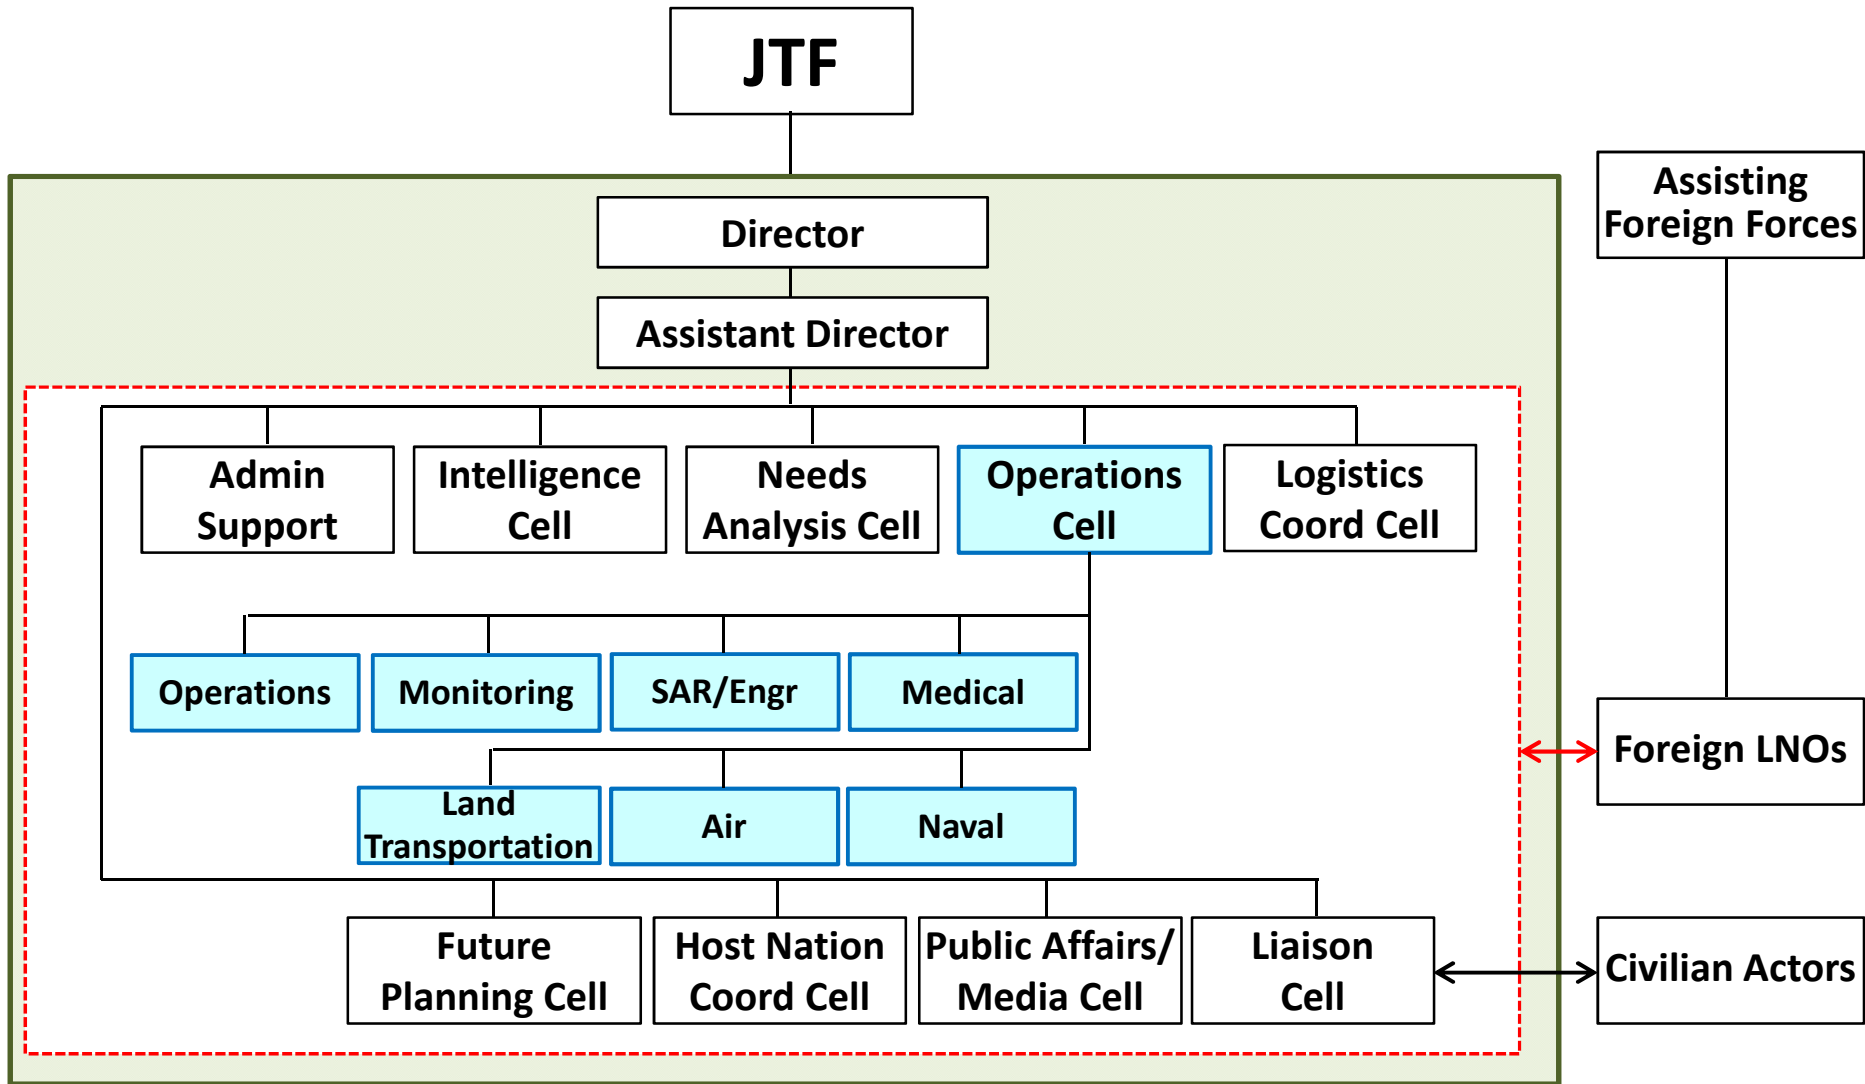 JTF
Assisting
Foreign Forces
Director
Assistant Director
Admin
Support
Intelligence
Cell
Needs
Analysis Cell
Operations
Cell
Logistics
Coord Cell
Operations
Monitoring
SAR/Engr
Medical
Foreign LNOs
Land
Transportation
Air
Naval
Future
Planning Cell
Host Nation
Coord Cell
Public Affairs/
Media Cell
Liaison
Cell
Civilian Actors